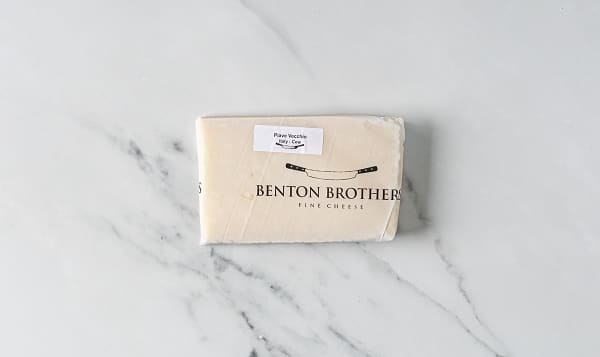 Piave Vecchio
Italy : Cow
BENTON BROTHERS
FINE CHEESE
S